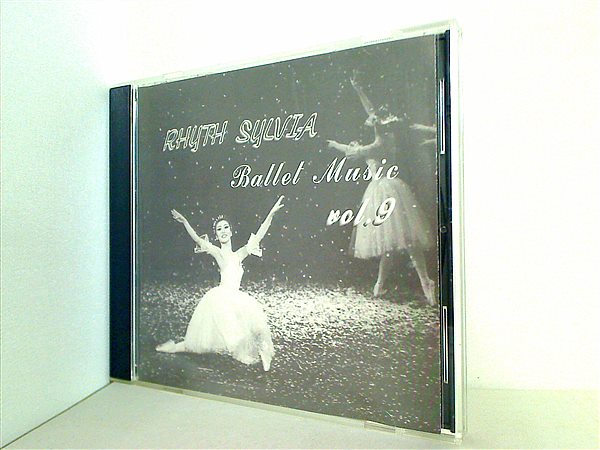 RHYTH SYLVIA
Ballet Music
vol.9